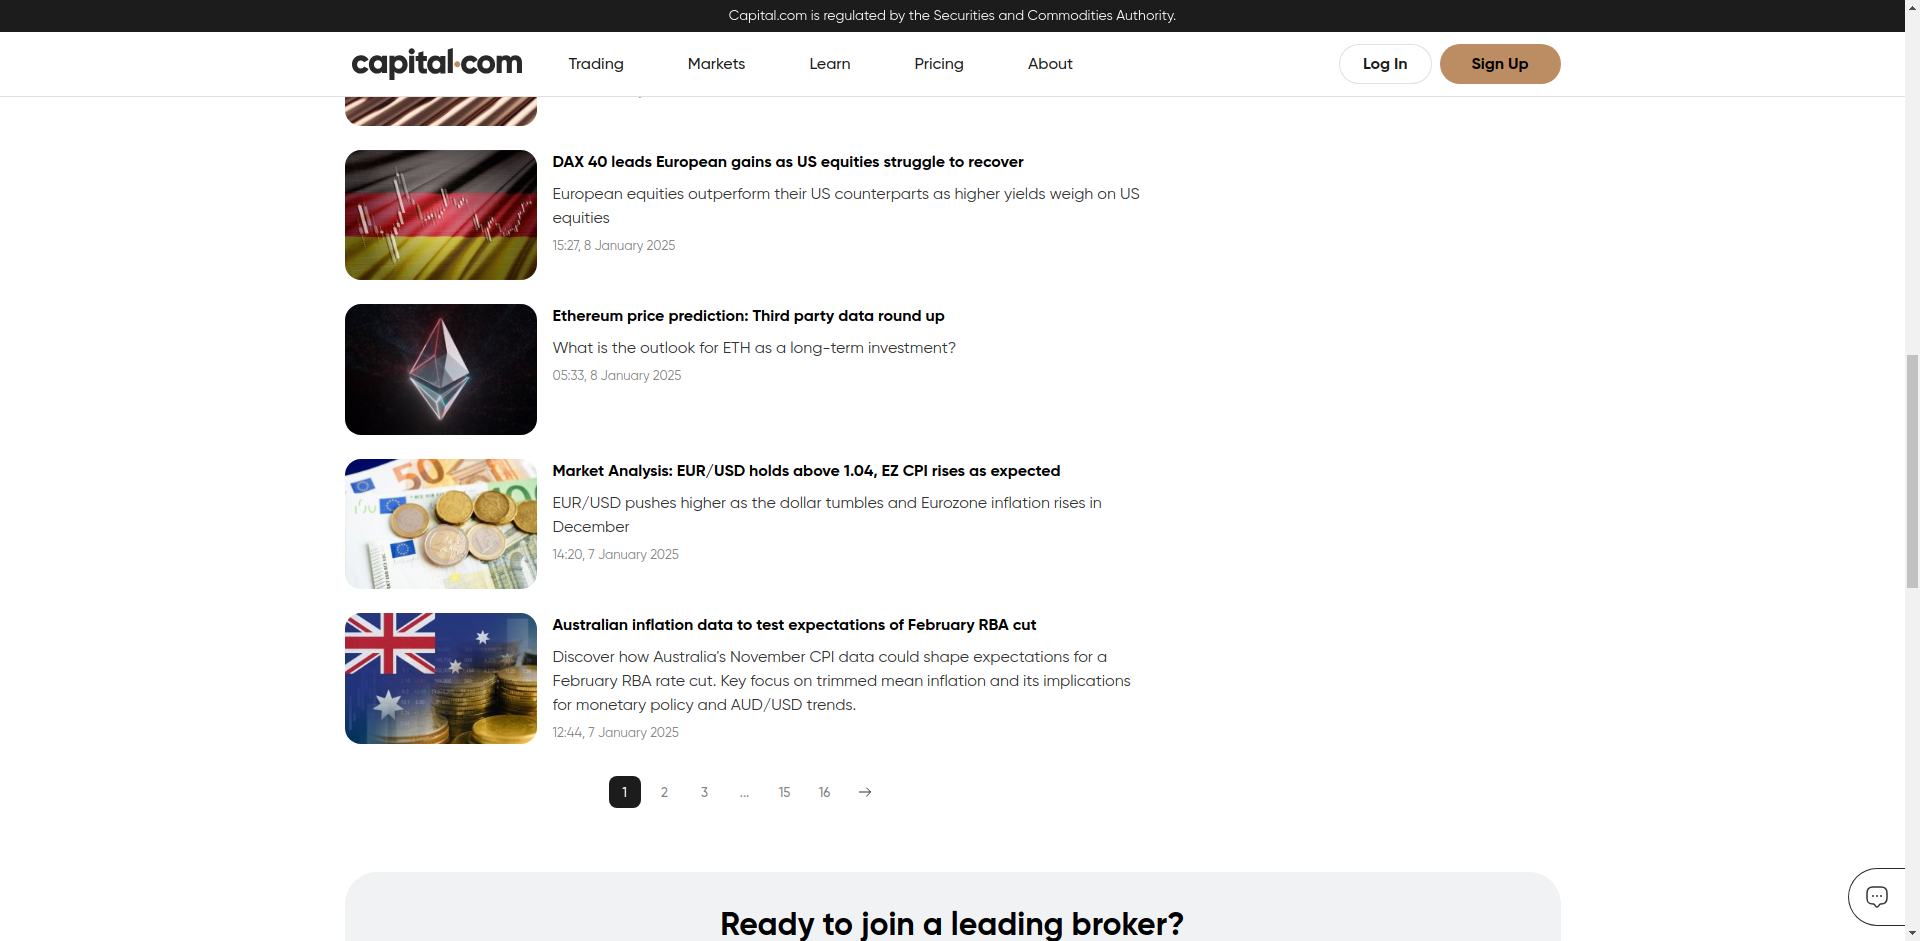 Capital.com is regulated by the Securities and Commodities Authority.
capital.com
Trading
Markets
Learn
Pricing
About
Log In
Sign Up
DAX 40 leads European gains as US equities struggle to recover
European equities outperform their US counterparts as higher yields weigh on US
equities
15:27, 8 January 2025
Ethereum price prediction: Third party data round up
What is the outlook for ETH as a long-term investment?
05:33, 8 January 2025
Market Analysis: EUR/USD holds above 1.04, EZ CPI rises as expected
EUR/USD pushes higher as the dollar tumbles and Eurozone inflation rises in
December
14:20, 7 January 2025
Australian inflation data to test expectations of February RBA cut
Discover how Australia's November CPI data could shape expectations for a
February RBA rate cut. Key focus on trimmed mean inflation and its implications
for monetary policy and AUD/USD trends.
12:44, 7 January 2025
1 2 3 ... 15 16
Ready to join a leading broker?